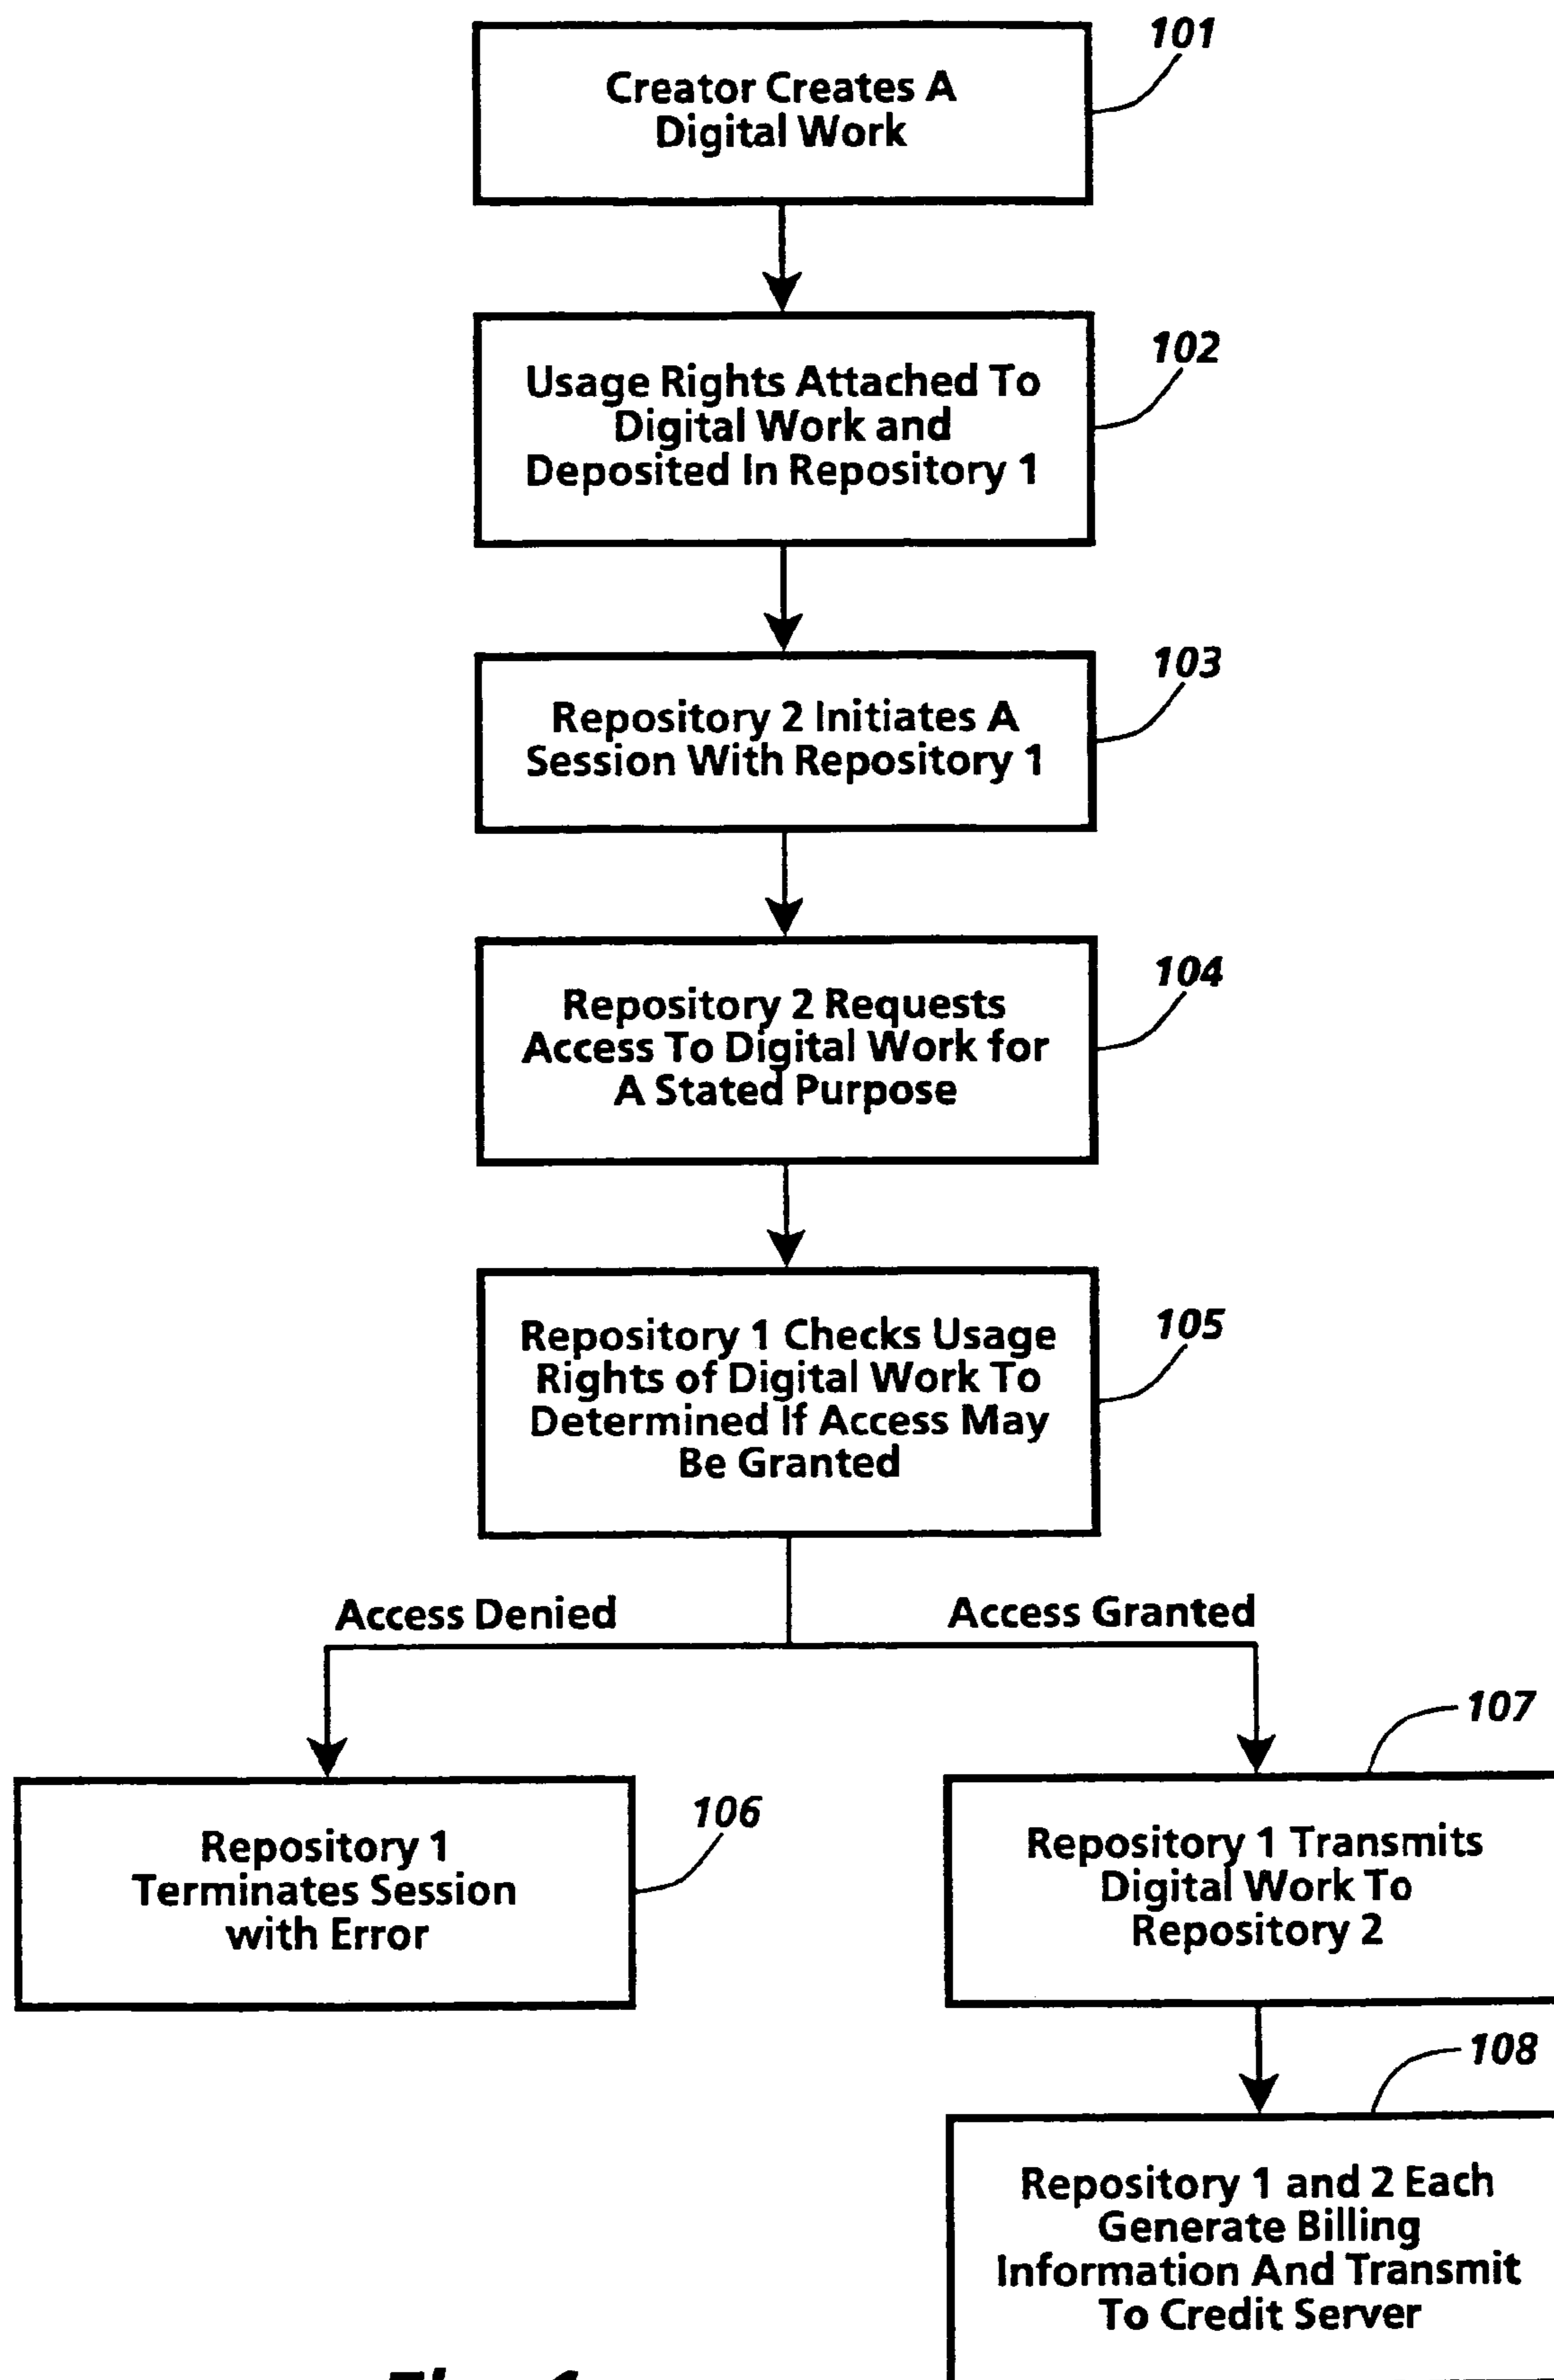 101
Creator Creates A
Digital Work
102
Usage Rights Attached To
Digital Work and
Deposited In Repository 1
103
Repository 2 Initiates A
Session With Repository 1
104
Repository 2 Requests
Access To Digital Work for
A Stated Purpose
105
Repository 1 Checks Usage
Rights of Digital Work To
Determined If Access May
Be Granted
Access Denied
Access Granted
106
Repository 1
Terminates Session
with Error
107
Repository 1 Transmits
Digital Work To
Repository 2
108
Repository 1 and 2 Each
Generate Billing
Information And Transmit
To Credit Server